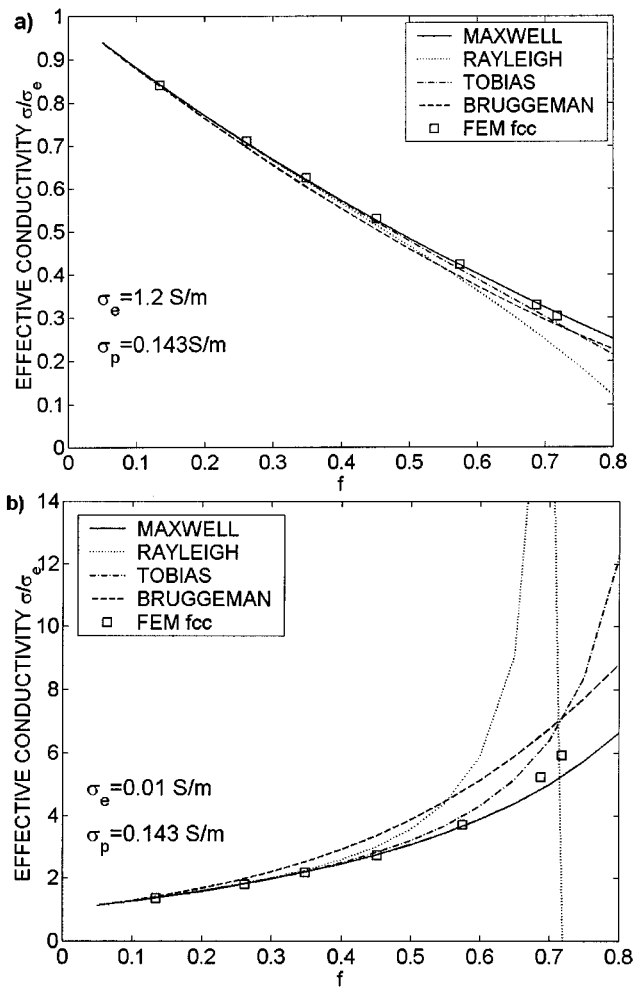 a)
EFFECTIVE CONDUCTIVITY σ/σe
1
0.9
0.8
0.7
0.6
0.5
0.4
0.3
0.2
0.1
0
MAXWELL
RAYLEIGH
TOBIAS
BRUGGEMAN
FEM fcc
σe=1.2 S/m
σp=0.143S/m
0 0.1 0.2 0.3 0.4 0.5 0.6 0.7 0.8
f
b)
EFFECTIVE CONDUCTIVITY σ/σe
14
12
10
8
6
4
2
0
MAXWELL
RAYLEIGH
TOBIAS
BRUGGEMAN
FEM fcc
σe=0.01 S/m
σp=0.143 S/m
0 0.1 0.2 0.3 0.4 0.5 0.6 0.7 0.8
f